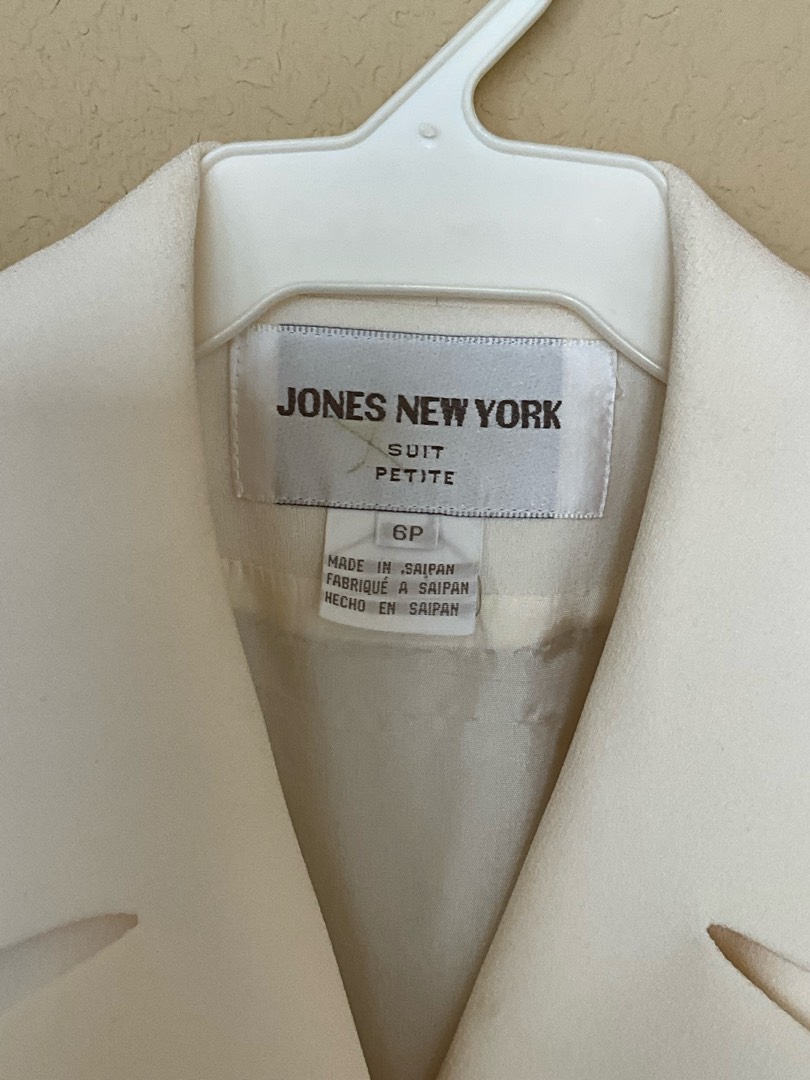 JONES NEW YORK
SUIT
PETITE
6P
MADE IN SAIPAN
FABRIQUÉ A SAIPAN
HECHO EN SAIPAN